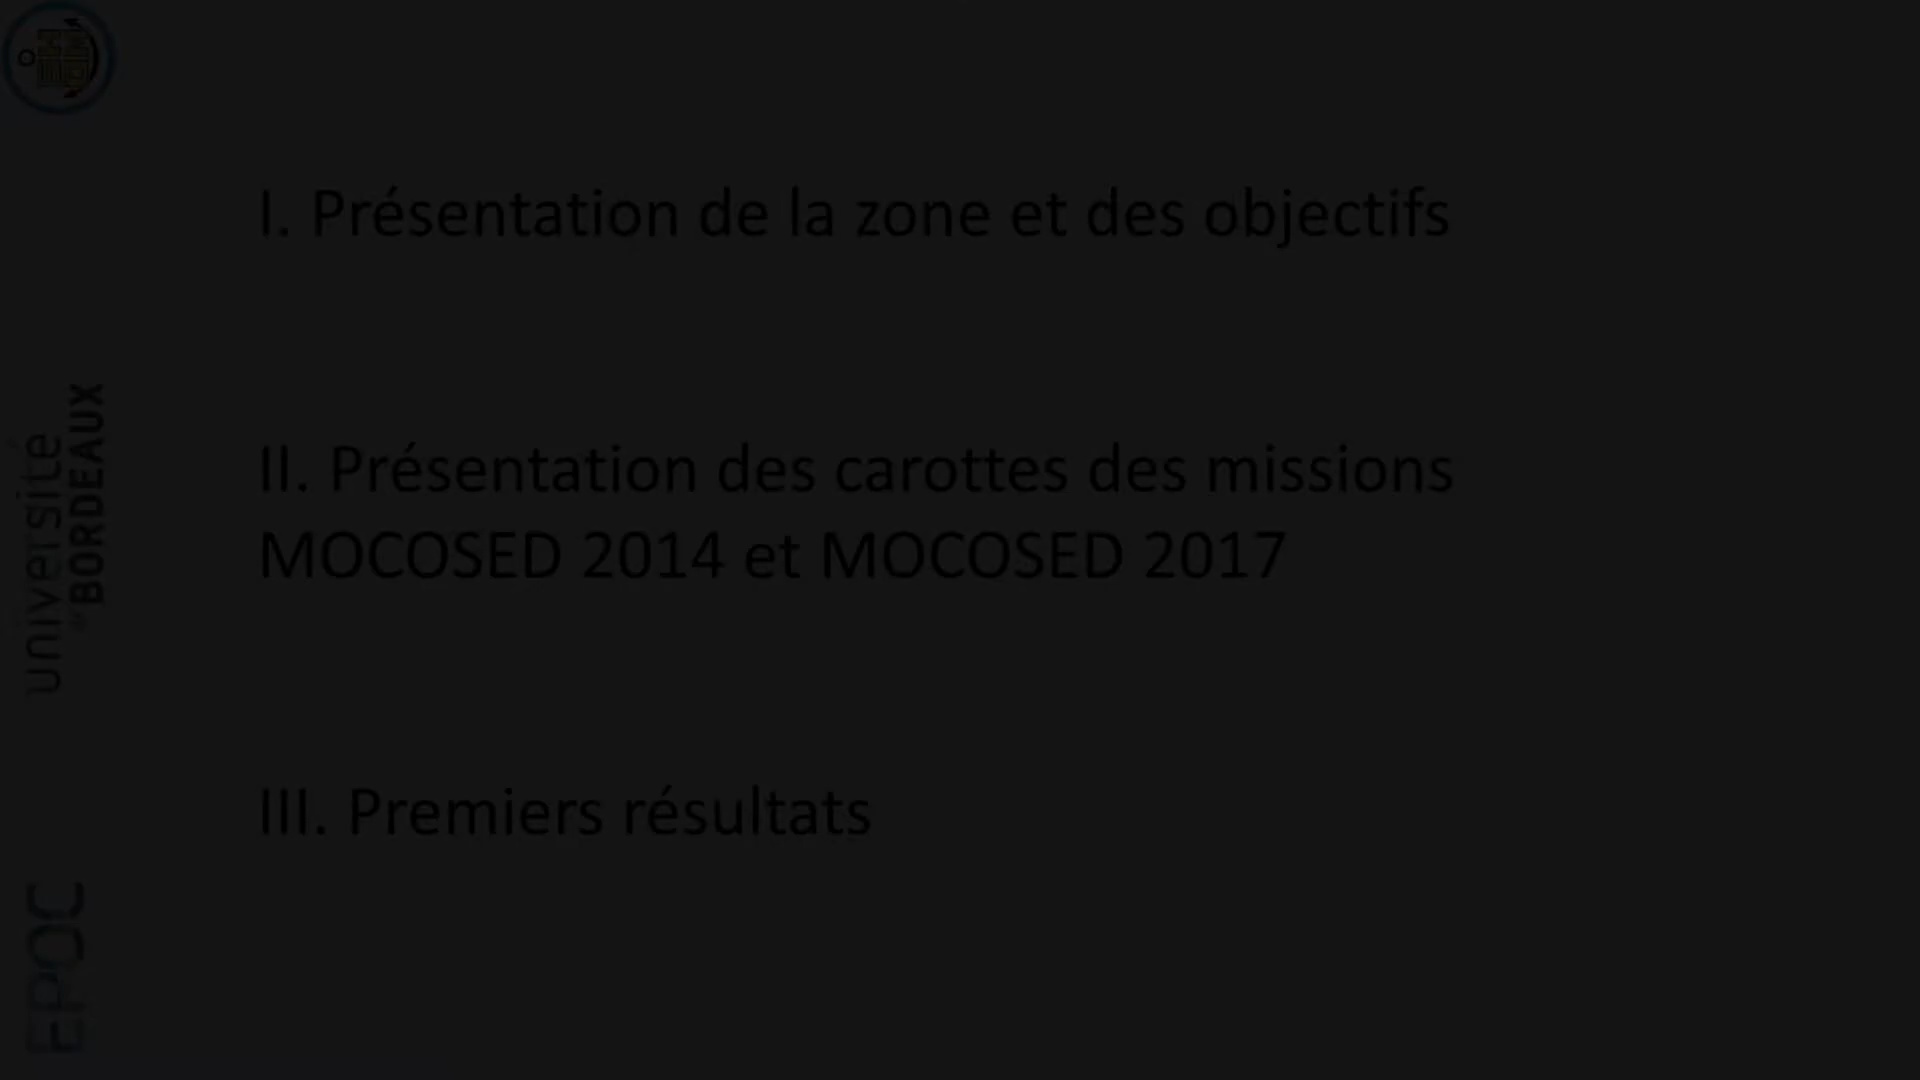 I. Présentation de la zone et des objectifs
II. Présentation des carottes des missions
MOCOSED 2014 et MOCOSED 2017
III. Premiers résultats
université
de BORDEAUX
EPOC